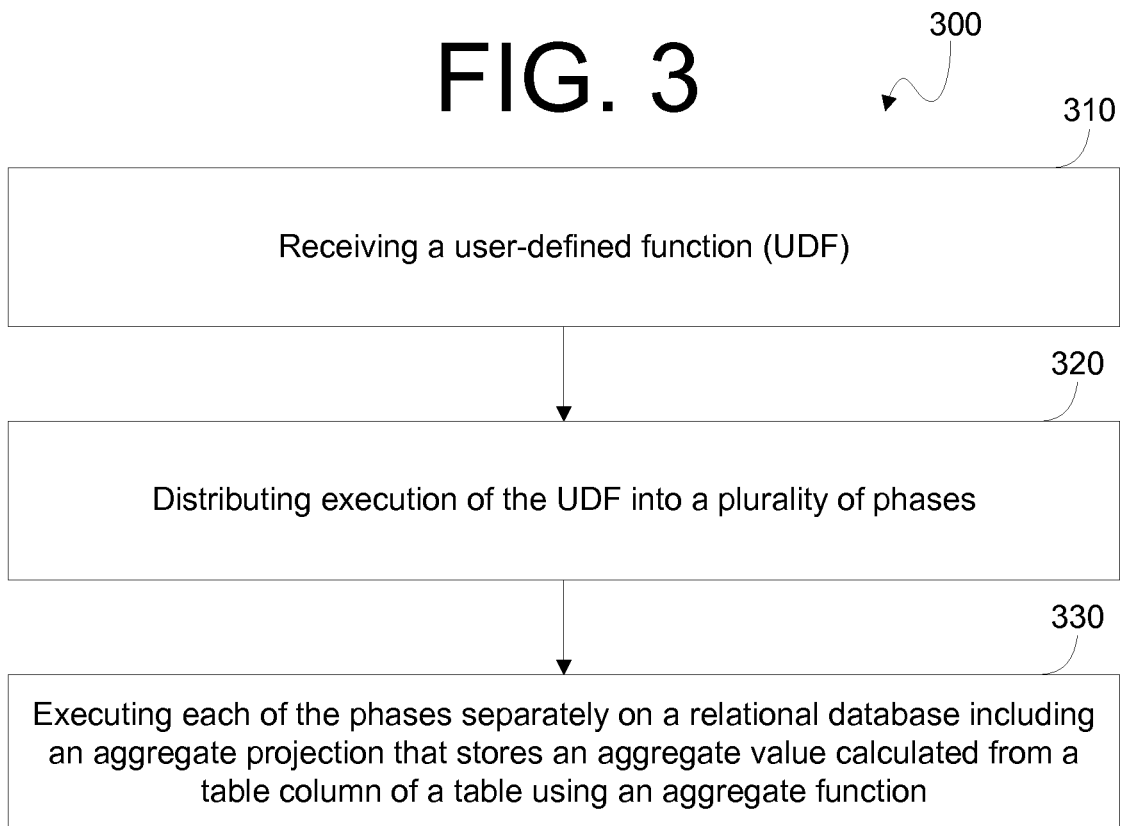 FIG. 3
300
310
Receiving a user-defined function (UDF)
320
Distributing execution of the UDF into a plurality of phases
330
Executing each of the phases separately on a relational database including
an aggregate projection that stores an aggregate value calculated from a
table column of a table using an aggregate function